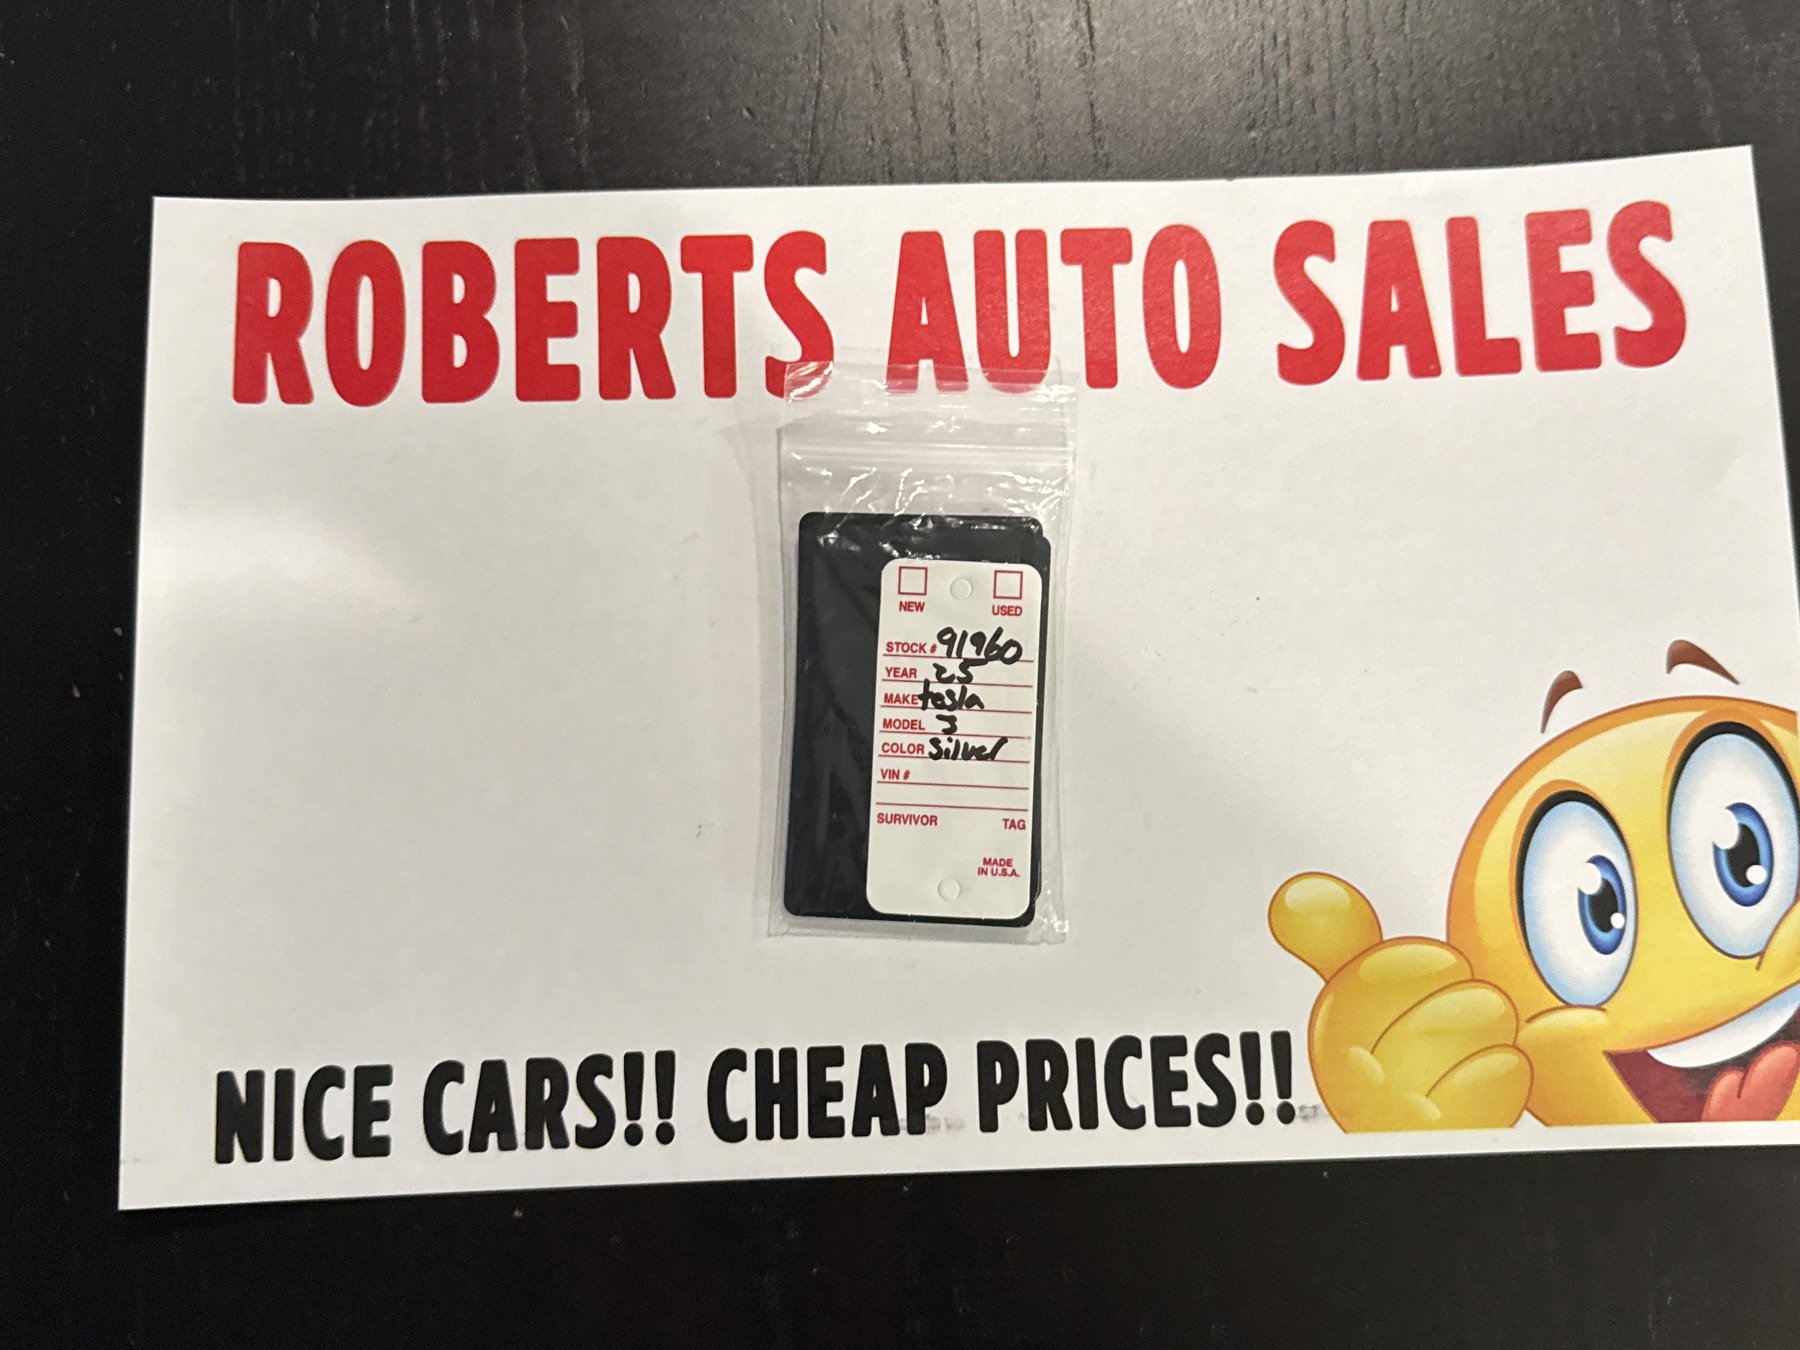 ROBERTS AUTO SALES
NEW USED
STOCK # 91960
YEAR 25
MAKE tesla
MODEL 3
COLOR silver
VIN #
SURVIVOR TAG
MADE
IN U.S.A.
NICE CARS!! CHEAP PRICES!!